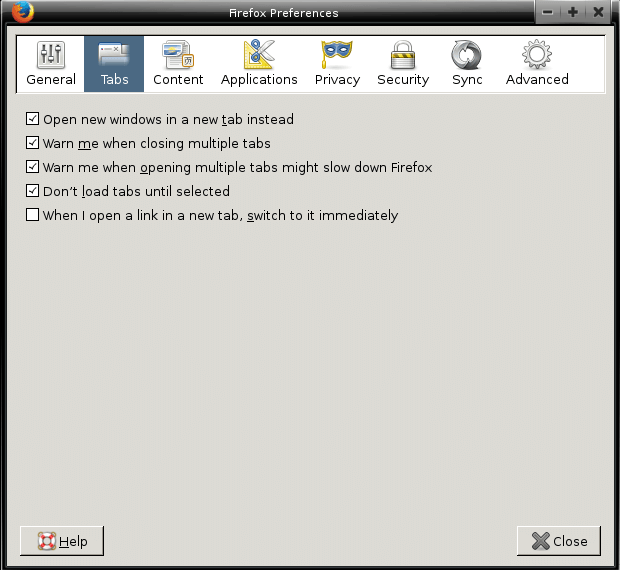 Firefox Preferences
General Tabs Content Applications Privacy Security Sync Advanced
Open new windows in a new tab instead
Warn me when closing multiple tabs
Warn me when opening multiple tabs might slow down Firefox
Don't load tabs until selected
When I open a link in a new tab, switch to it immediately
Help Close